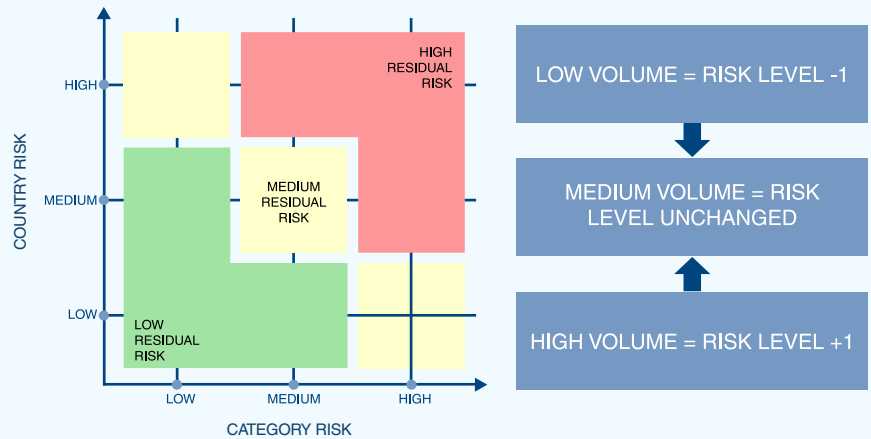 COUNTRY RISK
HIGH
MEDIUM
LOW
HIGH
RESIDUAL
RISK
MEDIUM
RESIDUAL
RISK
LOW
RESIDUAL
RISK
LOW
MEDIUM
HIGH
CATEGORY RISK
LOW VOLUME = RISK LEVEL -1
MEDIUM VOLUME = RISK
LEVEL UNCHANGED
HIGH VOLUME = RISK LEVEL +1